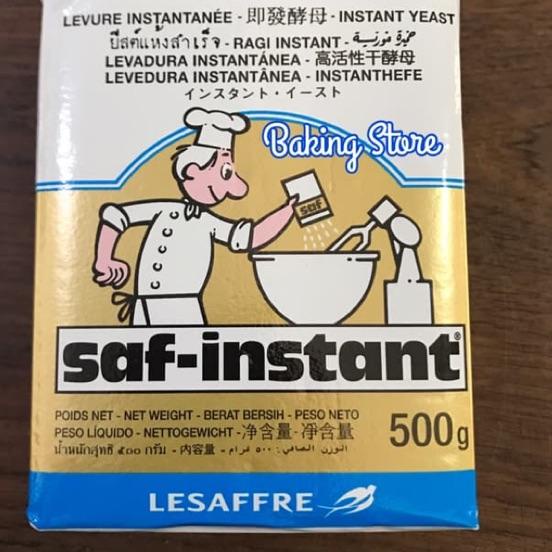 LEVURE INSTANTANÉE - 即發酵母 - INSTANT YEAST
ยีสต์แห้งสำเร็จ - RAGI INSTANT - خميرة فورية
LEVADURA INSTANTÁNEA - 高活性干酵母
LEVEDURA INSTANTÂNEA - INSTANTHEFE
インスタント・イースト
Baking Store
saf
saf-instant®
POIDS NET - NET WEIGHT - BERAT BERSIH - PESO NETO
PESO LÍQUIDO - NETTOGEWICHT - 净含量 - 淨含量
น้ำหนักสุทธิ ๕๐๐ กรัม - 内容量 - الوزن الصافي : ٥٠٠ غرام
500g
LESAFFRE